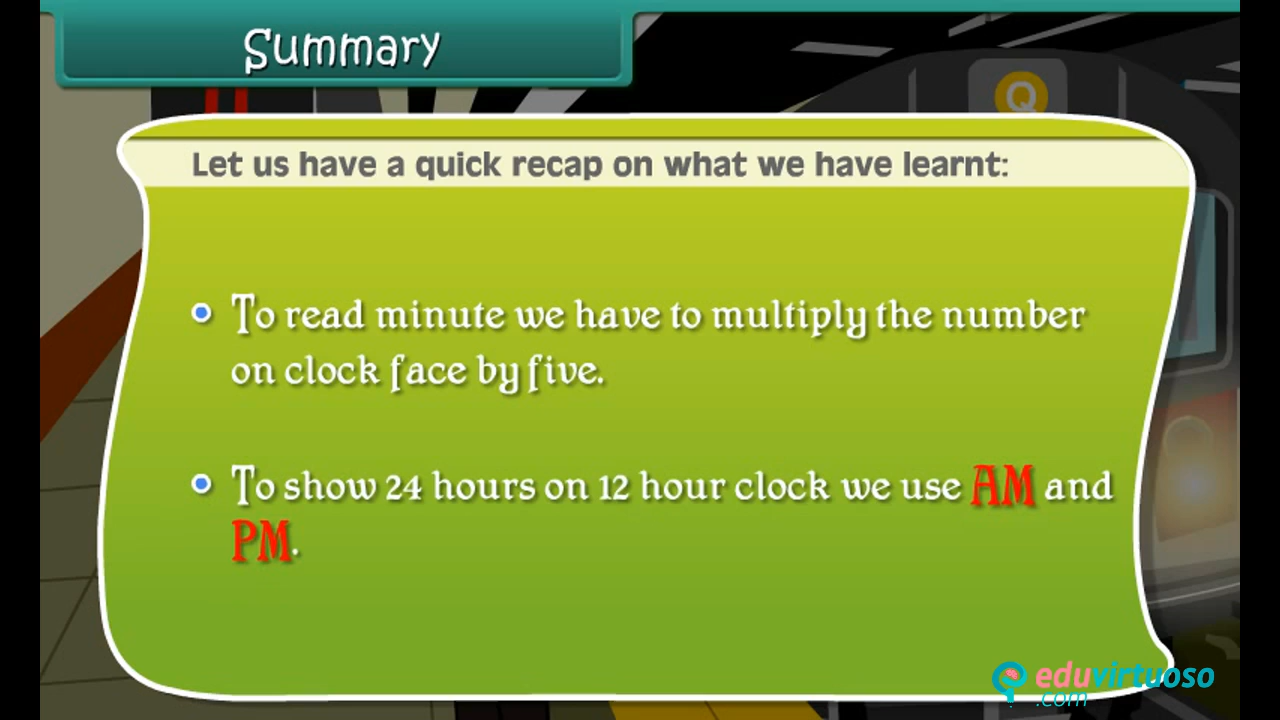 Summary
Q
Let us have a quick recap on what we have learnt:
To read minute we have to multiply the number
on clock face by five.
To show 24 hours on 12 hour clock we use AM and
PM.
eduvirtuoso
.com